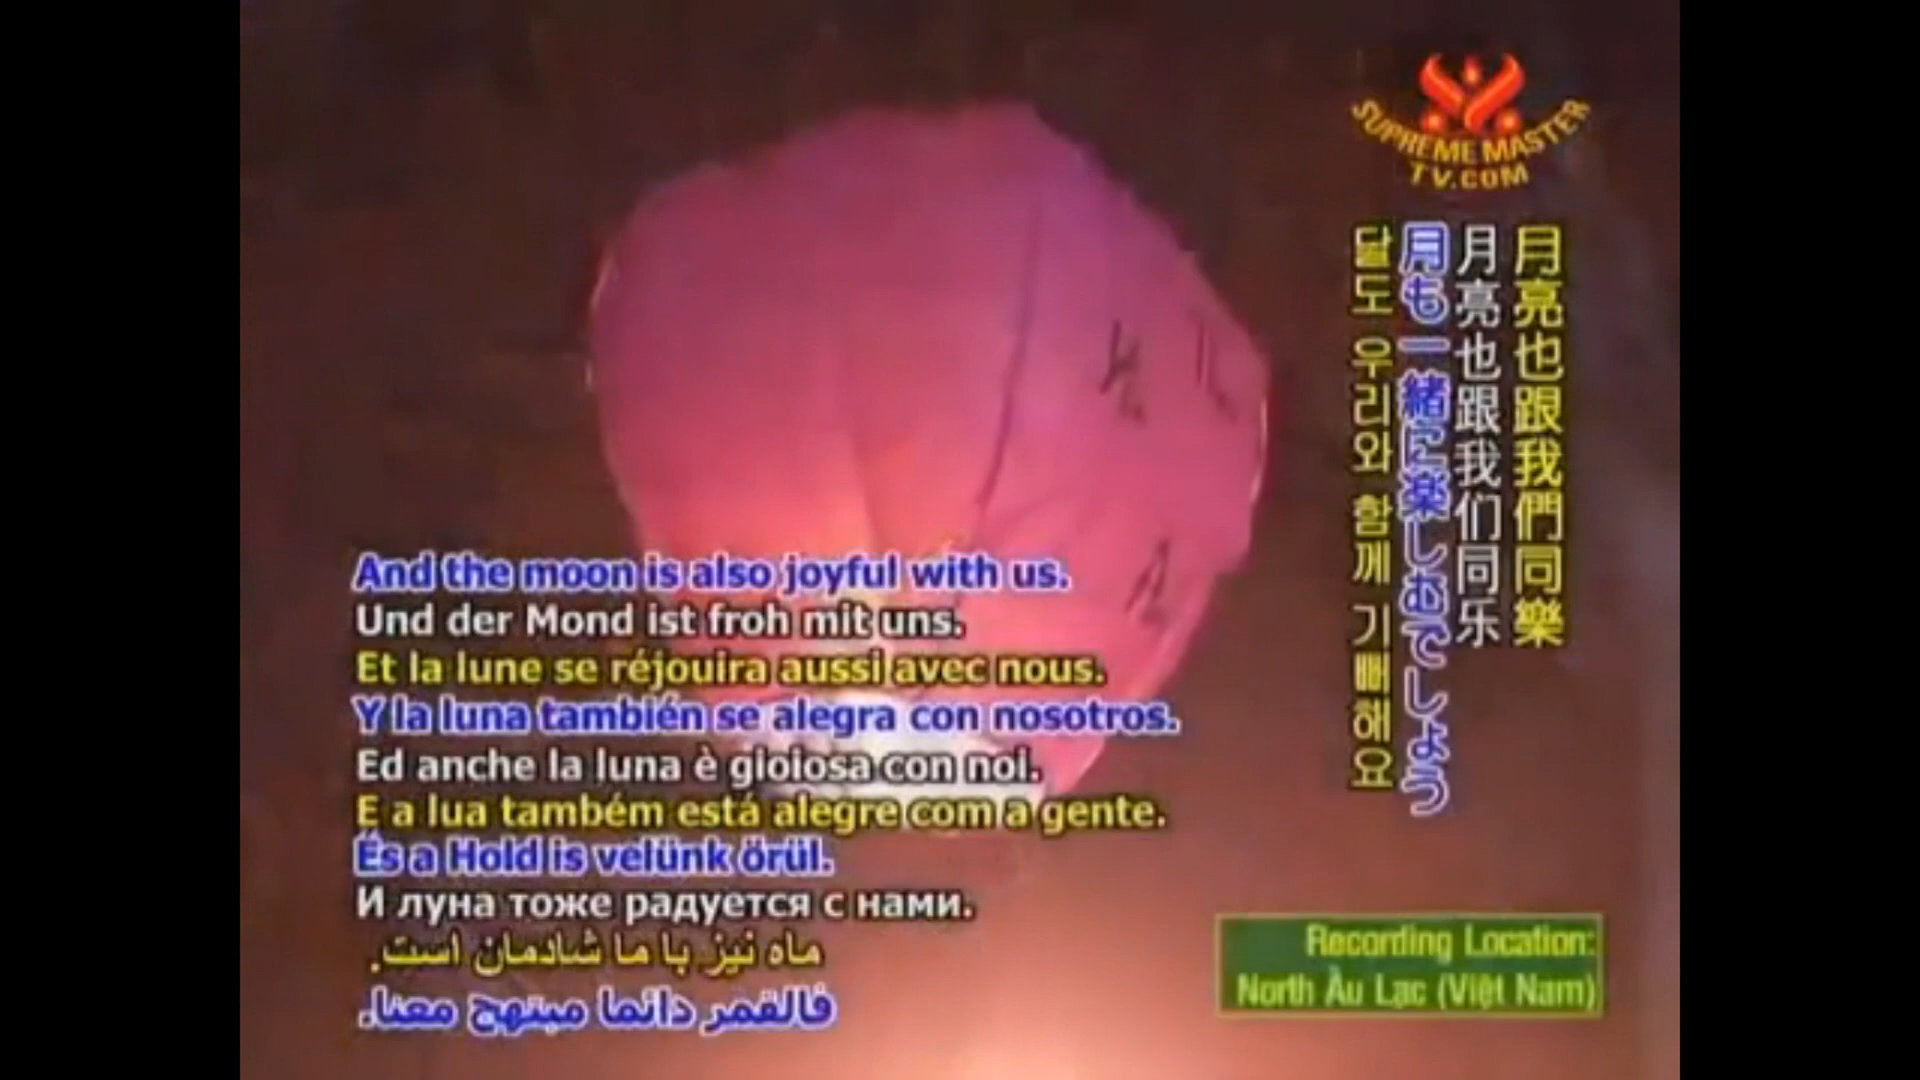 SUPREME MASTER
TV.COM
月亮也跟我們同樂
月亮也跟我们同乐
月も一緒に楽しむでしょう
달도 우리와 함께 기뻐해요
And the moon is also joyful with us.
Und der Mond ist froh mit uns.
Et la lune se réjouira aussi avec nous.
Y la luna también se alegra con nosotros.
Ed anche la luna è gioiosa con noi.
E a lua também está alegre com a gente.
És a Hold is velünk örül.
И луна тоже радуется с нами.
ماه نیز با ما شادمان است.
فالقمر دائما مبتهج معنا.
Recording Location:
North Âu Lạc (Việt Nam)